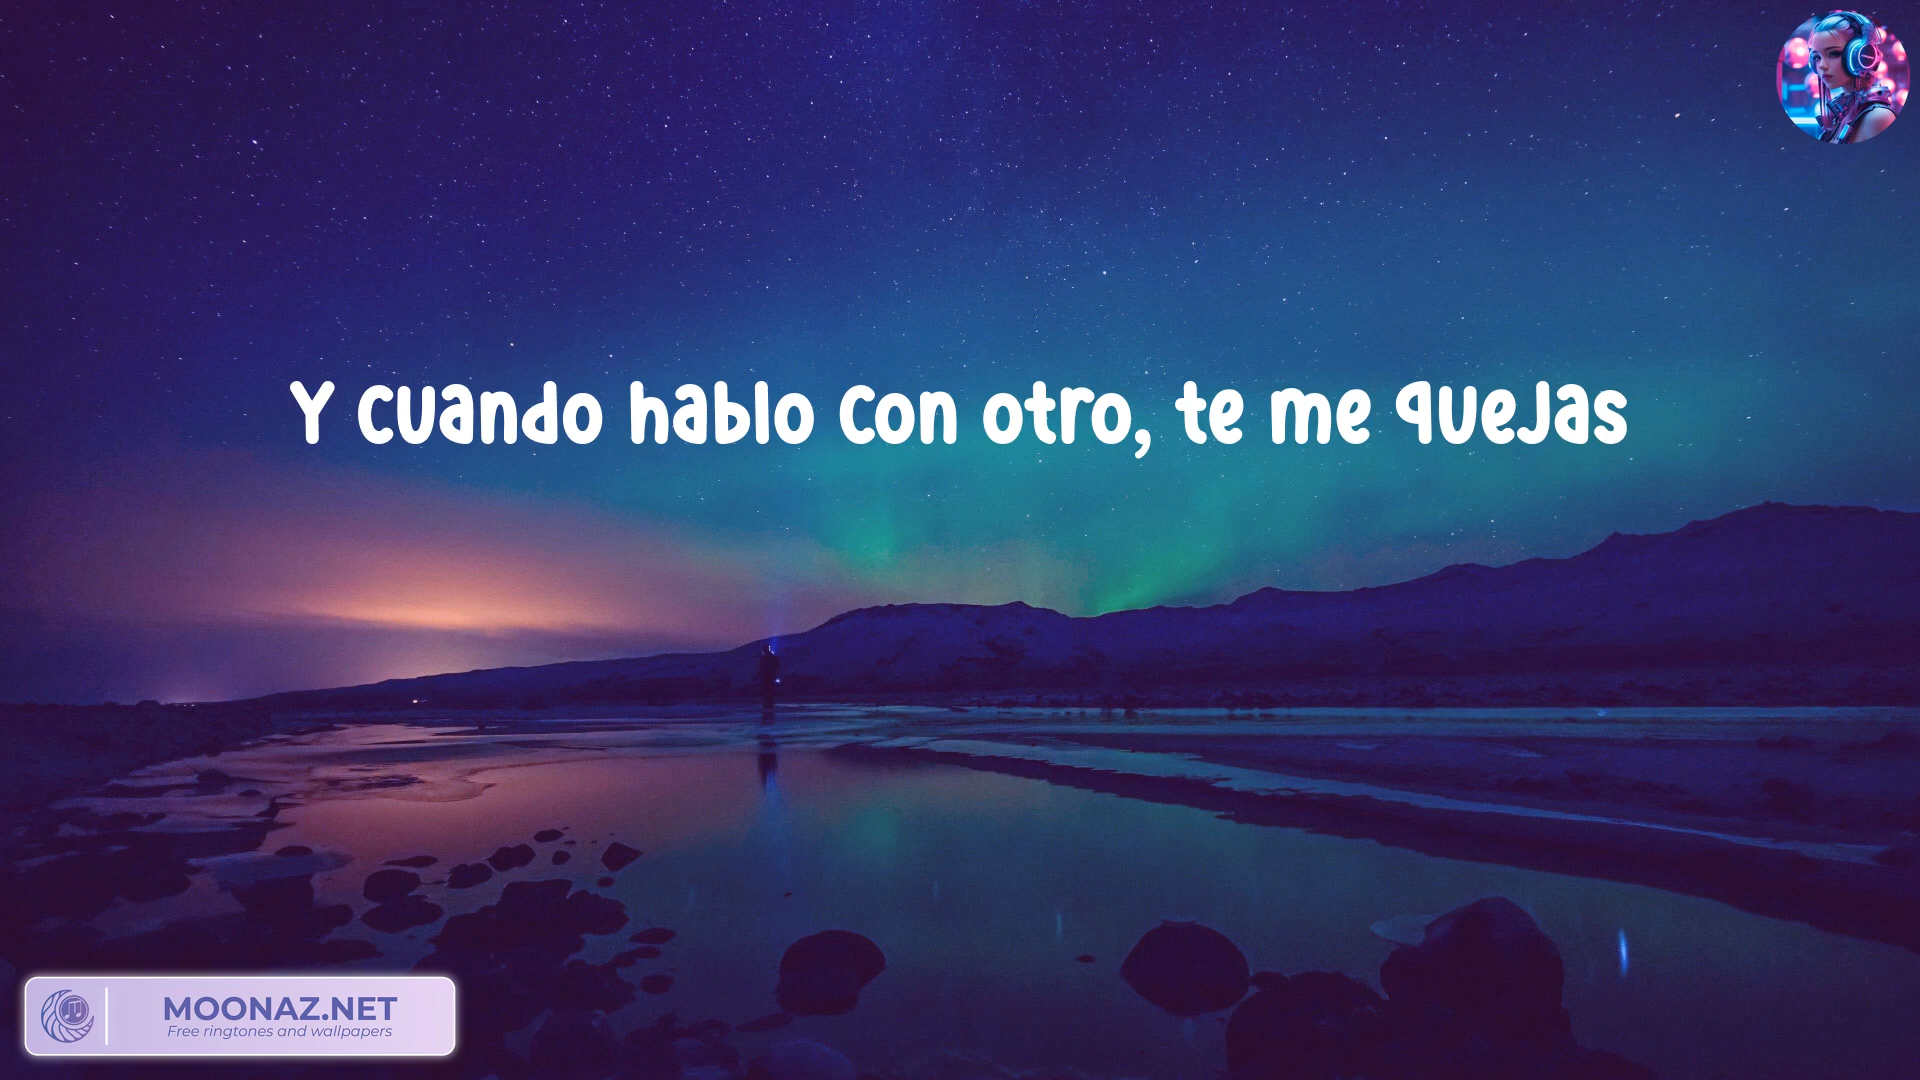 Y cuando hablo con otro, te me quejas
MOONAZ.NET
Free ringtones and wallpapers